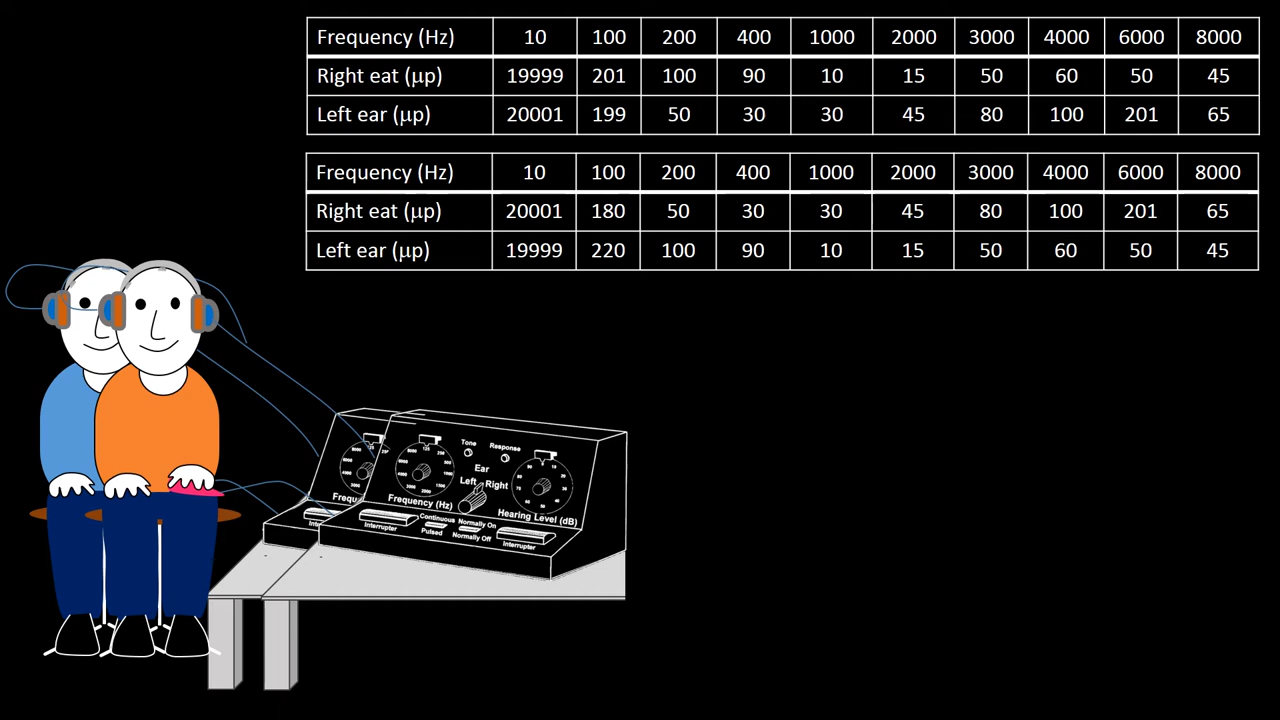 Frequency (Hz) 10 100 200 400 1000 2000 3000 4000 6000 8000
Right eat (μp) 19999 201 100 90 10 15 50 60 50 45
Left ear (μp) 20001 199 50 30 30 45 80 100 201 65
Frequency (Hz) 10 100 200 400 1000 2000 3000 4000 6000 8000
Right eat (μp) 20001 180 50 30 30 45 80 100 201 65
Left ear (μp) 19999 220 100 90 10 15 50 60 50 45
Tone Response
Ear
Left Right
Frequency (Hz)
Hearing Level (dB)
Continuous Normally On
Interrupter Pulsed Normally Off Interrupter